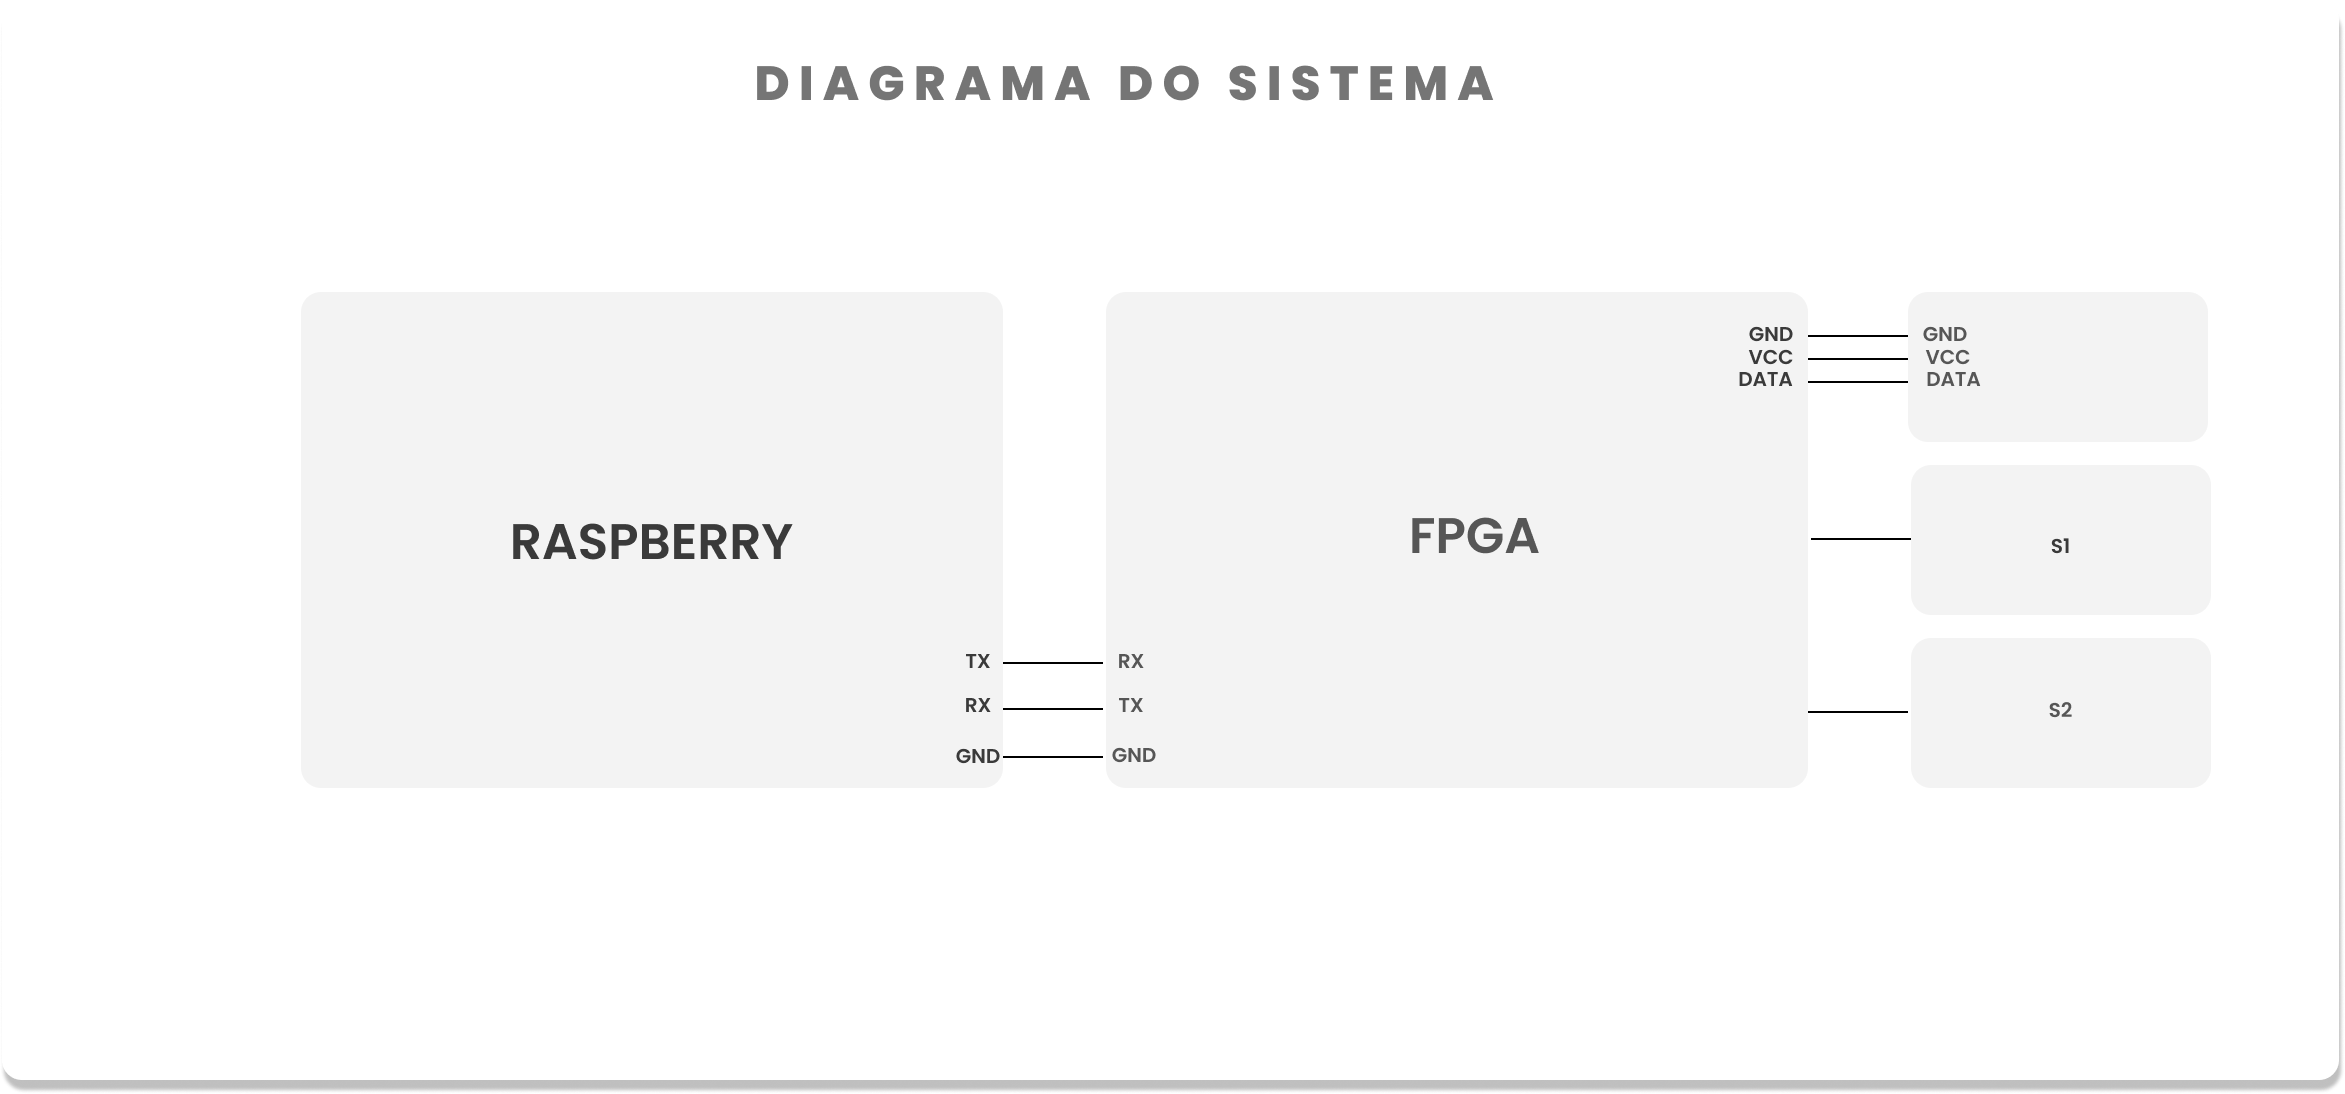 DIAGRAMA DO SISTEMA
RASPBERRY
TX
RX
GND
FPGA
RX
TX
GND
GND
VCC
DATA
GND
VCC
DATA
S1
S2